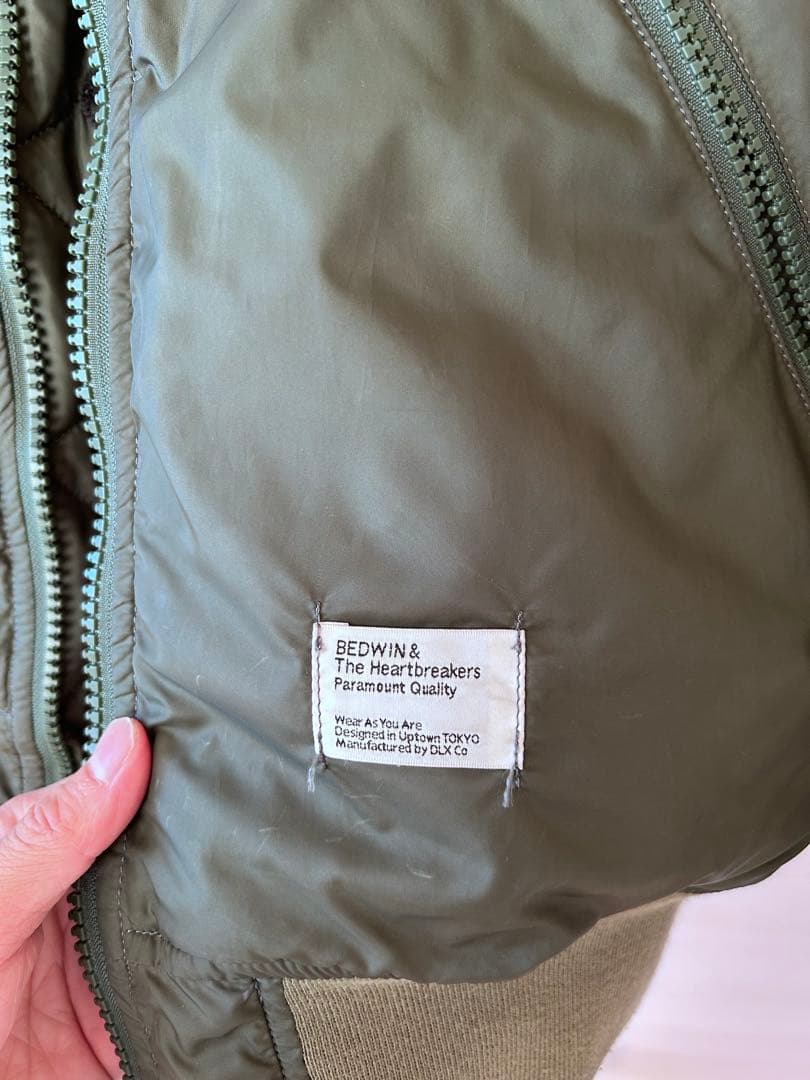 BEDWIN &
The Heartbreakers
Paramount Quality
Wear As You Are
Designed in Uptown TOKYO
Manufactured by DLX Co